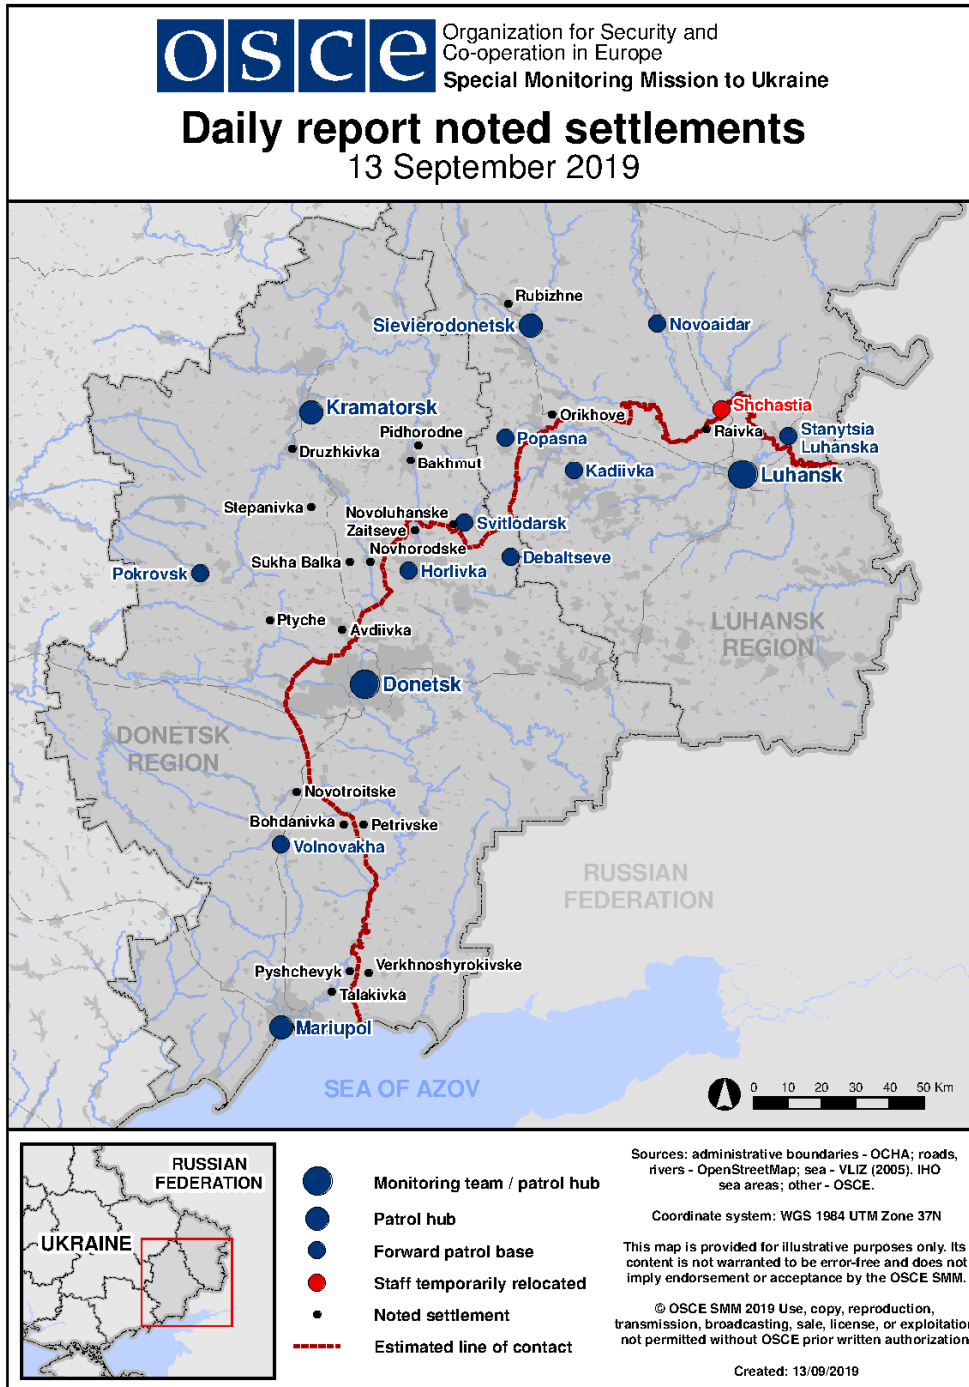 osce
Organization for Security and
Co-operation in Europe
Special Monitoring Mission to Ukraine
Daily report noted settlements
13 September 2019
Rubizhne
Sievierodonetsk
Novoaidar
Kramatorsk
Shchastia
Orikhove
Raivka
Stanytsia
Luhanska
Pidhorodne
Popasna
Druzhkivka
Bakhmut
Kadiivka
Luhansk
Stepanivka
Novoluhanske
Svitlodarsk
Zaitseve
Novhorodske
Sukha Balka
Debaltseve
Pokrovsk
Horlivka
Ptyche
Avdiivka
LUHANSK
REGION
Donetsk
DONETSK
REGION
Novotroitske
Bohdanivka
Petrivske
Volnovakha
RUSSIAN
FEDERATION
Pyshchevyk
Verkhnoshyrokivske
Talakivka
Mariupol
SEA OF AZOV
0 10 20 30 40 50 Km
RUSSIAN
FEDERATION
UKRAINE
Monitoring team / patrol hub
Patrol hub
Forward patrol base
Staff temporarily relocated
Noted settlement
Estimated line of contact
Sources: administrative boundaries - OCHA; roads,
rivers - OpenStreetMap; sea - VLIZ (2005). IHO
sea areas; other - OSCE.
Coordinate system: WGS 1984 UTM Zone 37N
This map is provided for illustrative purposes only. Its
content is not warranted to be error-free and does not
imply endorsement or acceptance by the OSCE SMM.
© OSCE SMM 2019 Use, copy, reproduction,
transmission, broadcasting, sale, license, or exploitation
not permitted without OSCE prior written authorization
Created: 13/09/2019